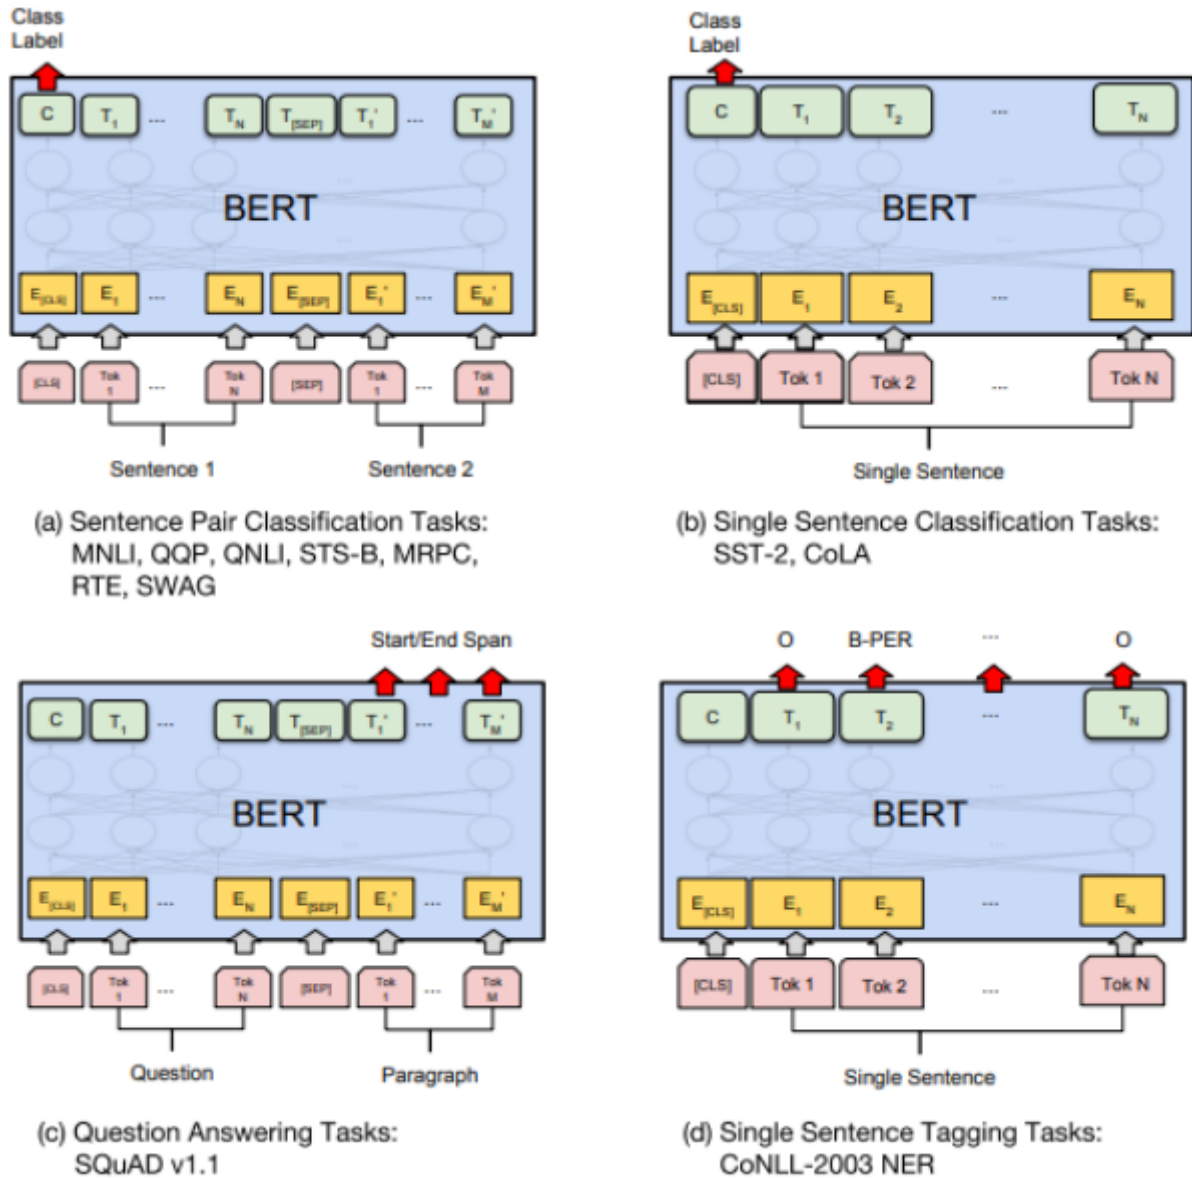 Class
Label
C T1 ... TN T[SEP] T1' ... TM'
BERT
...
...
E[CLS] E1 ... EN E[SEP] E1' ... EM'
[CLS] Tok 1 ... Tok N [SEP] Tok 1 ... Tok M
Sentence 1 Sentence 2
(a) Sentence Pair Classification Tasks:
MNLI, QQP, QNLI, STS-B, MRPC,
RTE, SWAG
Class
Label
C T1 T2 ... TN
BERT
...
...
E[CLS] E1 E2 ... EN
[CLS] Tok 1 Tok 2 ... Tok N
Single Sentence
(b) Single Sentence Classification Tasks:
SST-2, CoLA
Start/End Span
C T1 ... TN T[SEP] T1' ... TM'
BERT
...
...
E[CLS] E1 ... EN E[SEP] E1' ... EM'
[CLS] Tok 1 ... Tok N [SEP] Tok 1 ... Tok M
Question Paragraph
(c) Question Answering Tasks:
SQuAD v1.1
O B-PER ... O
C T1 T2 ... TN
BERT
...
...
E[CLS] E1 E2 ... EN
[CLS] Tok 1 Tok 2 ... Tok N
Single Sentence
(d) Single Sentence Tagging Tasks:
CoNLL-2003 NER